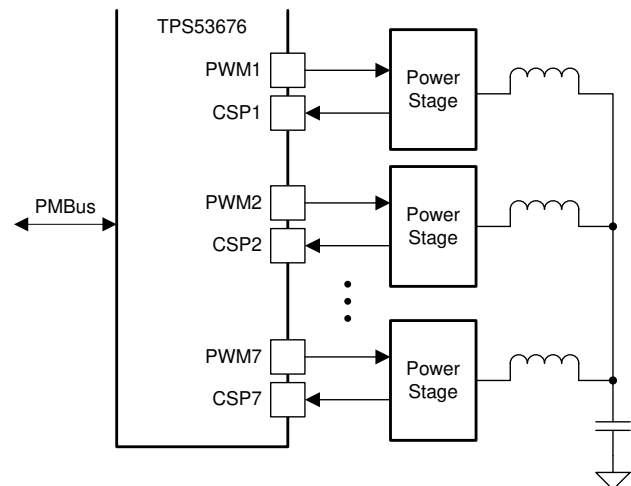 TPS53676
PWM1
CSP1
Power
Stage
PMBus
PWM2
CSP2
Power
Stage
PWM7
CSP7
Power
Stage